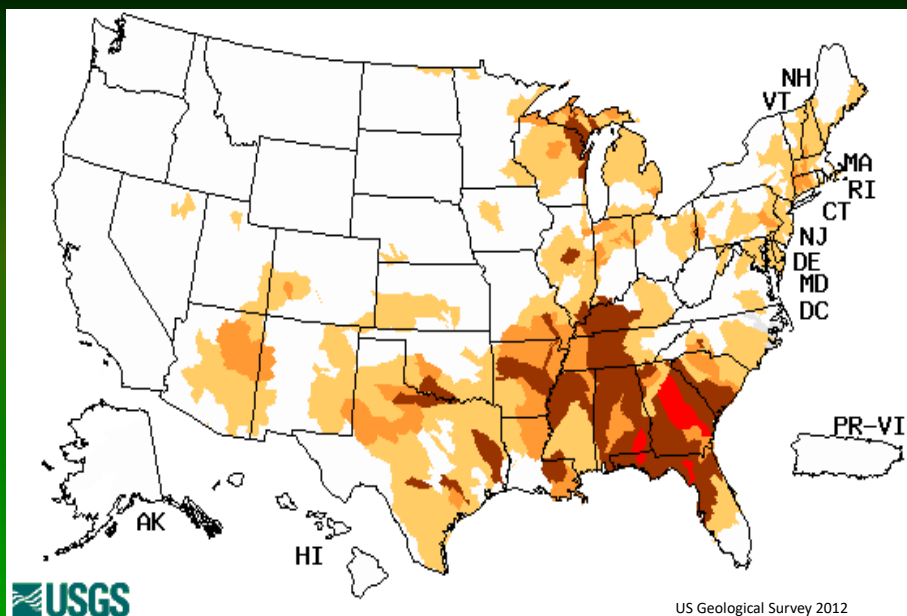 NH
VT
MA
RI
CT
NJ
DE
MD
DC
PR-VI
AK
HI
USGS
US Geological Survey 2012